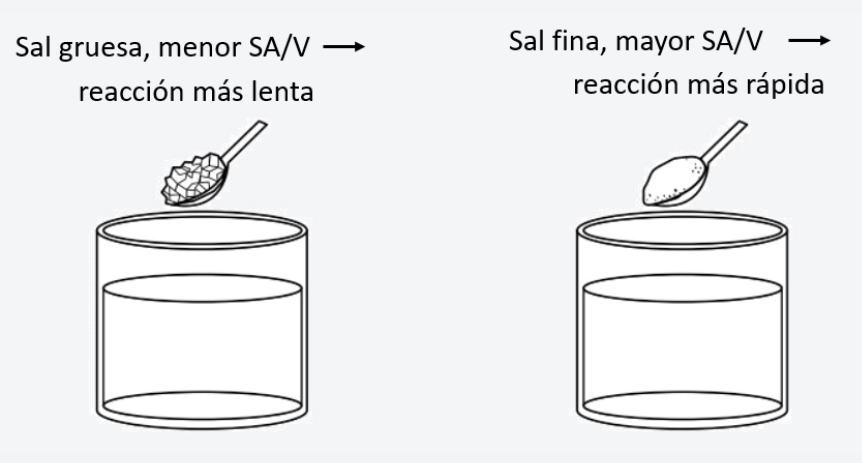 Sal gruesa, menor SA/V →
reacción más lenta
Sal fina, mayor SA/V →
reacción más rápida